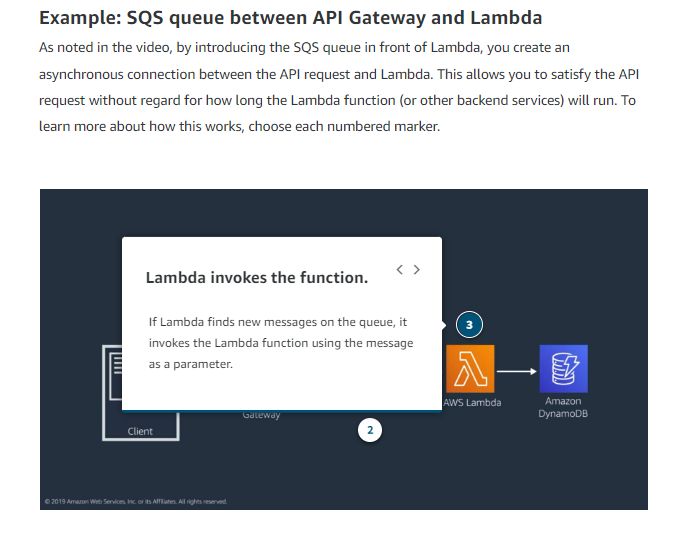 Example: SQS queue between API Gateway and Lambda
As noted in the video, by introducing the SQS queue in front of Lambda, you create an
asynchronous connection between the API request and Lambda. This allows you to satisfy the API
request without regard for how long the Lambda function (or other backend services) will run. To
learn more about how this works, choose each numbered marker.
Lambda invokes the function.
If Lambda finds new messages on the queue, it
invokes the Lambda function using the message
as a parameter.
3
AWS Lambda
Amazon
DynamoDB
Gateway
2
Client
© 2019 Amazon Web Services, Inc. or its Affiliates. All rights reserved.